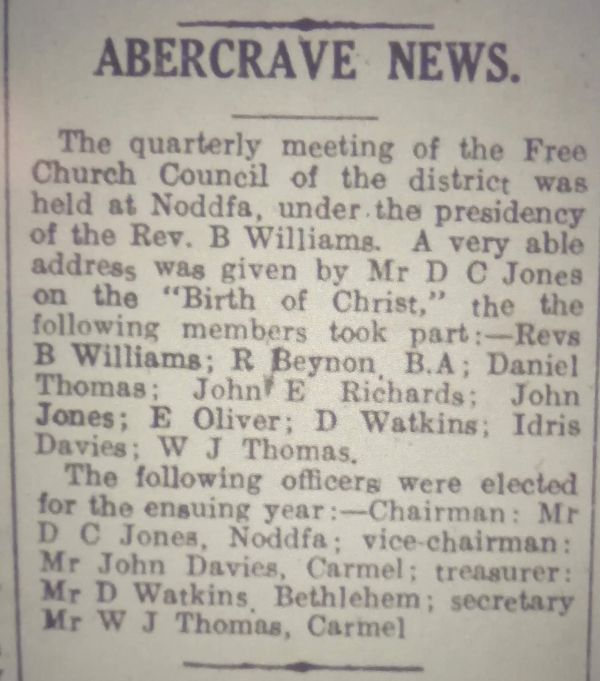 ABERCRAVE NEWS.
The quarterly meeting of the Free
Church Council of the district was
held at Noddfa, under the presidency
of the Rev. B Williams. A very able
address was given by Mr D C Jones
on the "Birth of Christ," the the
following members took part:—Revs
B Williams; R Beynon, B.A; Daniel
Thomas; John E Richards; John
Jones; E Oliver; D Watkins; Idris
Davies; W J Thomas.
The following officers were elected
for the ensuing year:—Chairman: Mr
D C Jones, Noddfa; vice-chairman:
Mr John Davies, Carmel; treasurer:
Mr D Watkins, Bethlehem; secretary
Mr W J Thomas, Carmel